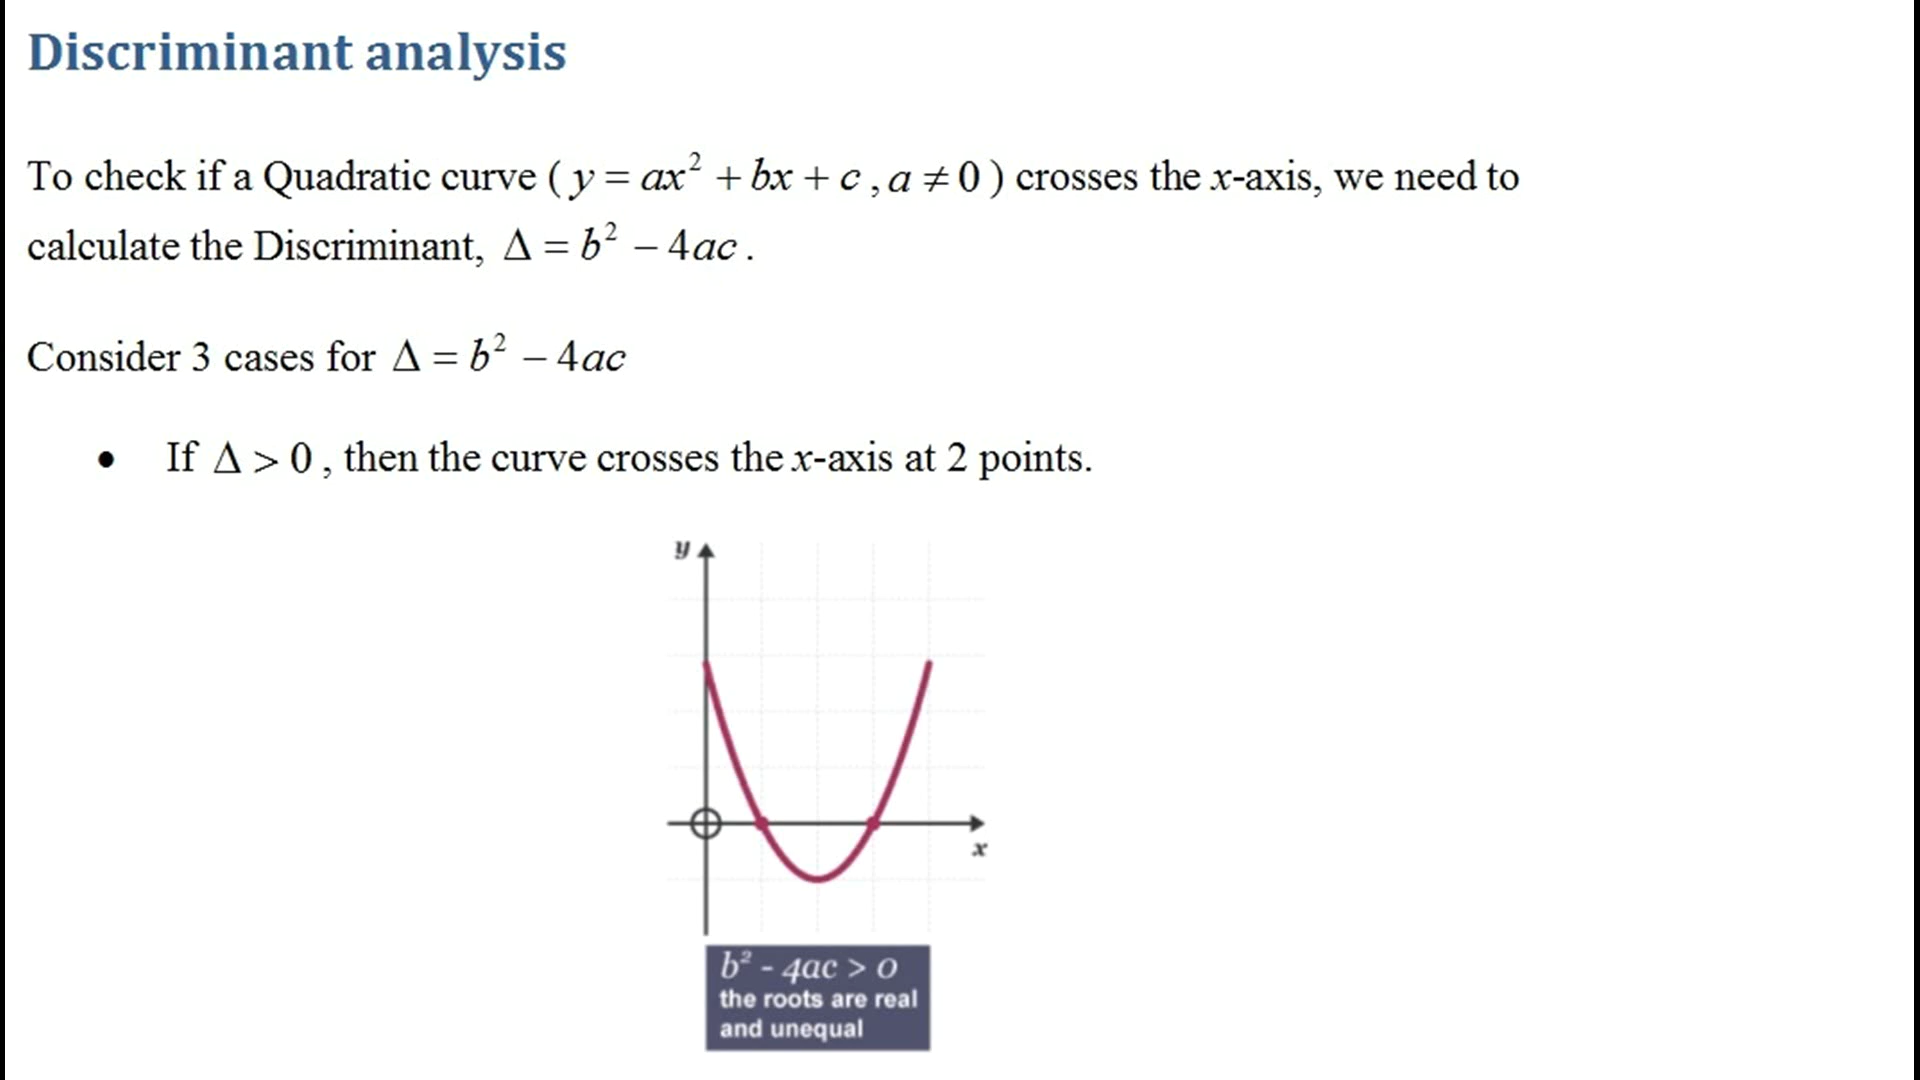 Discriminant analysis
To check if a Quadratic curve ( y = ax² + bx + c , a ≠ 0 ) crosses the x-axis, we need to
calculate the Discriminant, Δ = b² − 4ac .
Consider 3 cases for Δ = b² − 4ac
• If Δ > 0 , then the curve crosses the x-axis at 2 points.
y
x
b² - 4ac > 0
the roots are real
and unequal